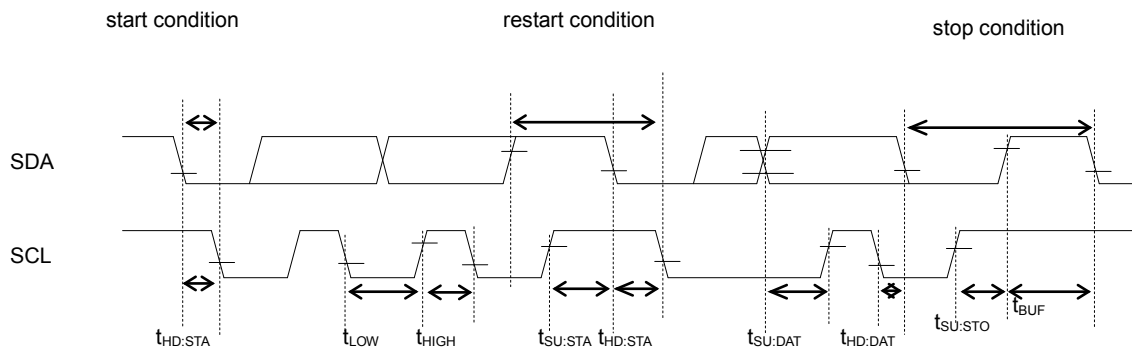 start condition
restart condition
stop condition
SDA
SCL
tHD:STA
tLOW
tHIGH
tSU:STA
tHD:STA
tSU:DAT
tHD:DAT
tSU:STO
tBUF